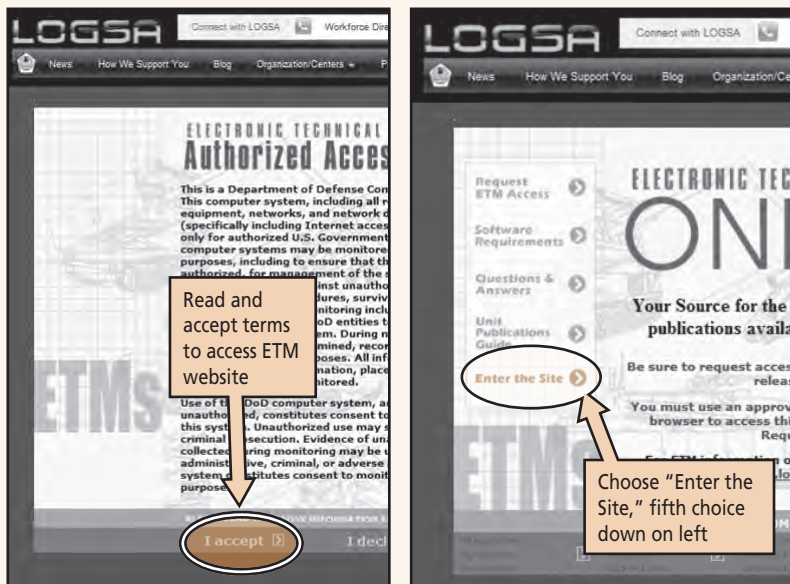 LOGSA
Connect with LOGSA
Workforce Dire
News How We Support You Blog Organization/Centers P
ELECTRONIC TECHNICAL
Authorized Acces
This is a Department of Defense Con
This computer system, including all r
equipment, networks, and network d
(specifically including Internet acces
only for authorized U.S. Government
computer systems may be monitore
purposes, including to ensure that th
authorized, for management of the s
inst unautho
dures, surviv
nitoring inclu
oD entities t
em. During n
mined, recor
poses. All inf
mation, place
nitored.
Use of t DoD computer system, a
unautho ed, constitutes consent to
this syst . Unauthorized use may s
criminal secution. Evidence of una
collected ring monitoring may be u
administ ive, criminal, or adverse
system stitutes consent to monit
purpose
ETMs
Read and
accept terms
to access ETM
website
I accept
I decl
LOGSA
Connect with LOGSA
News How We Support You Blog Organization/Ce
Request
ETM Access
Software
Requirements
Questions &
Answers
Unit
Publications
Guide
Enter the Site
ELECTRONIC TEC
ONI
Your Source for the
publications availa
Be sure to request acces
releas
You must use an approv
browser to access thi
Requ
For ETM information o
.lo
ETMs
Choose “Enter the
Site,” fifth choice
down on left